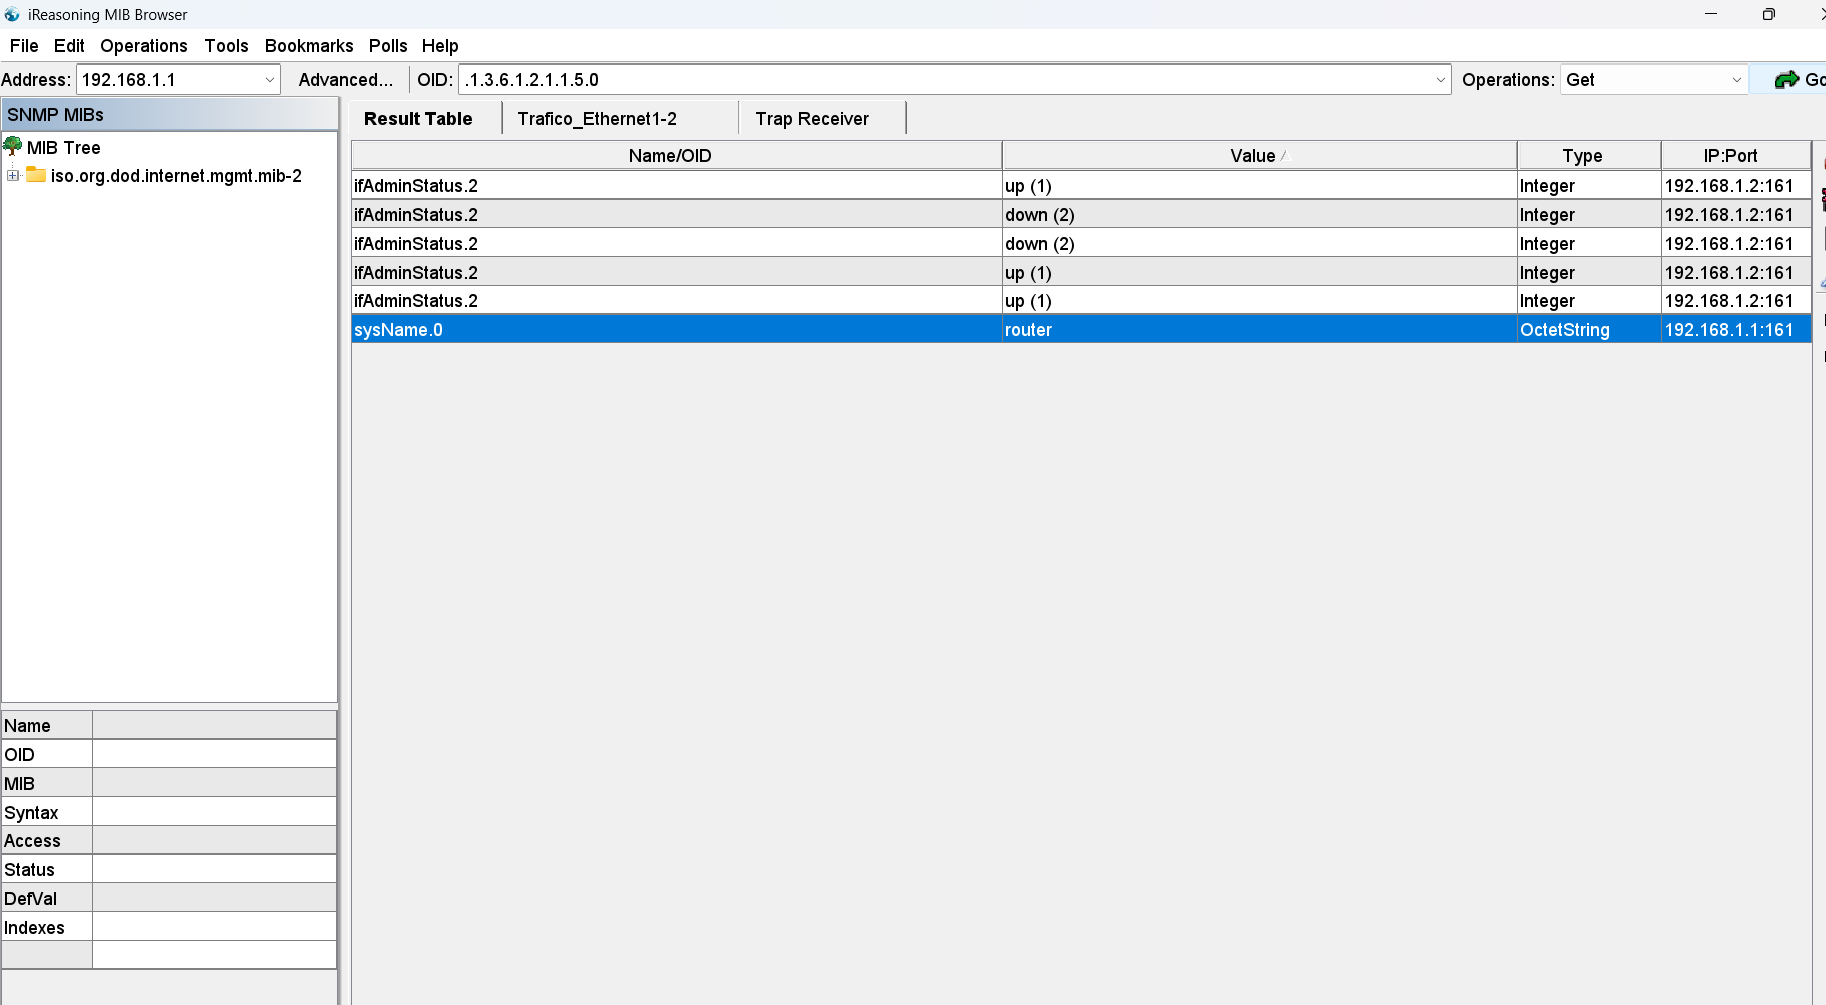 iReasoning MIB Browser
File Edit Operations Tools Bookmarks Polls Help
Address: 192.168.1.1 Advanced... OID: .1.3.6.1.2.1.1.5.0 Operations: Get Go
SNMP MIBs
MIB Tree
iso.org.dod.internet.mgmt.mib-2
Result Table Trafico_Ethernet1-2 Trap Receiver
Name/OID Value Type IP:Port
ifAdminStatus.2 up (1) Integer 192.168.1.2:161
ifAdminStatus.2 down (2) Integer 192.168.1.2:161
ifAdminStatus.2 down (2) Integer 192.168.1.2:161
ifAdminStatus.2 up (1) Integer 192.168.1.2:161
ifAdminStatus.2 up (1) Integer 192.168.1.2:161
sysName.0 router OctetString 192.168.1.1:161
Name
OID
MIB
Syntax
Access
Status
DefVal
Indexes